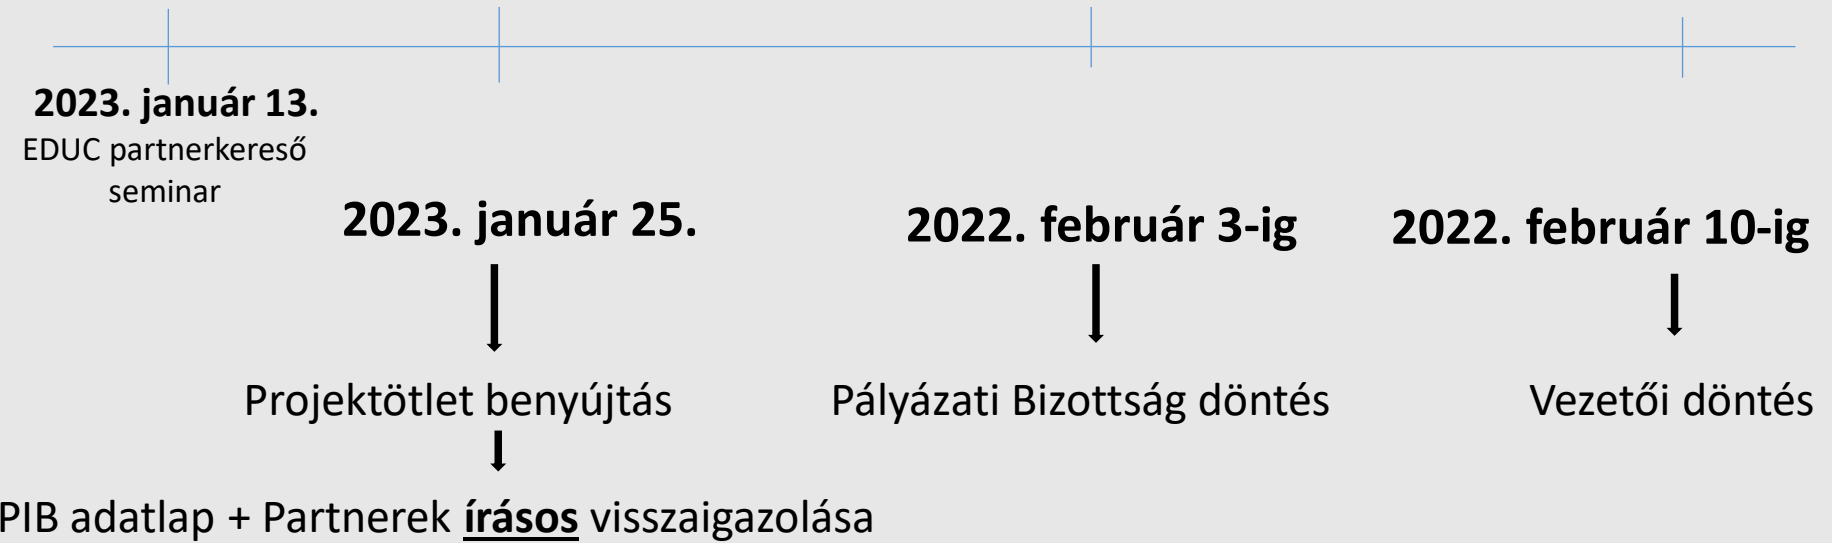 2023. január 13.
EDUC partnerkereső
seminar
2023. január 25.
2022. február 3-ig
2022. február 10-ig
Projektötlet benyújtás
Pályázati Bizottság döntés
Vezetői döntés
PIB adatlap + Partnerek írásos visszaigazolása